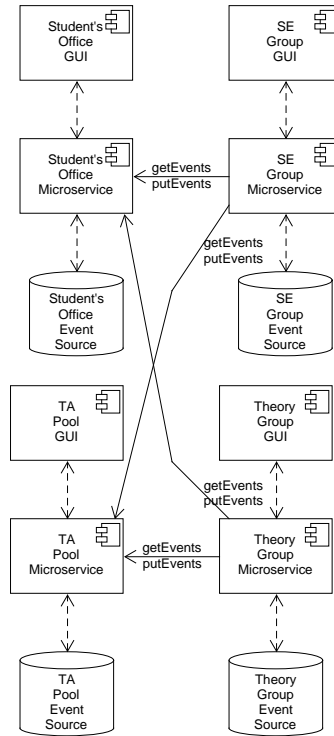 Student's
Office
GUI
SE
Group
GUI
Student's
Office
Microservice
getEvents
putEvents
SE
Group
Microservice
getEvents
putEvents
Student's
Office
Event
Source
SE
Group
Event
Source
TA
Pool
GUI
Theory
Group
GUI
getEvents
putEvents
TA
Pool
Microservice
getEvents
putEvents
Theory
Group
Microservice
TA
Pool
Event
Source
Theory
Group
Event
Source